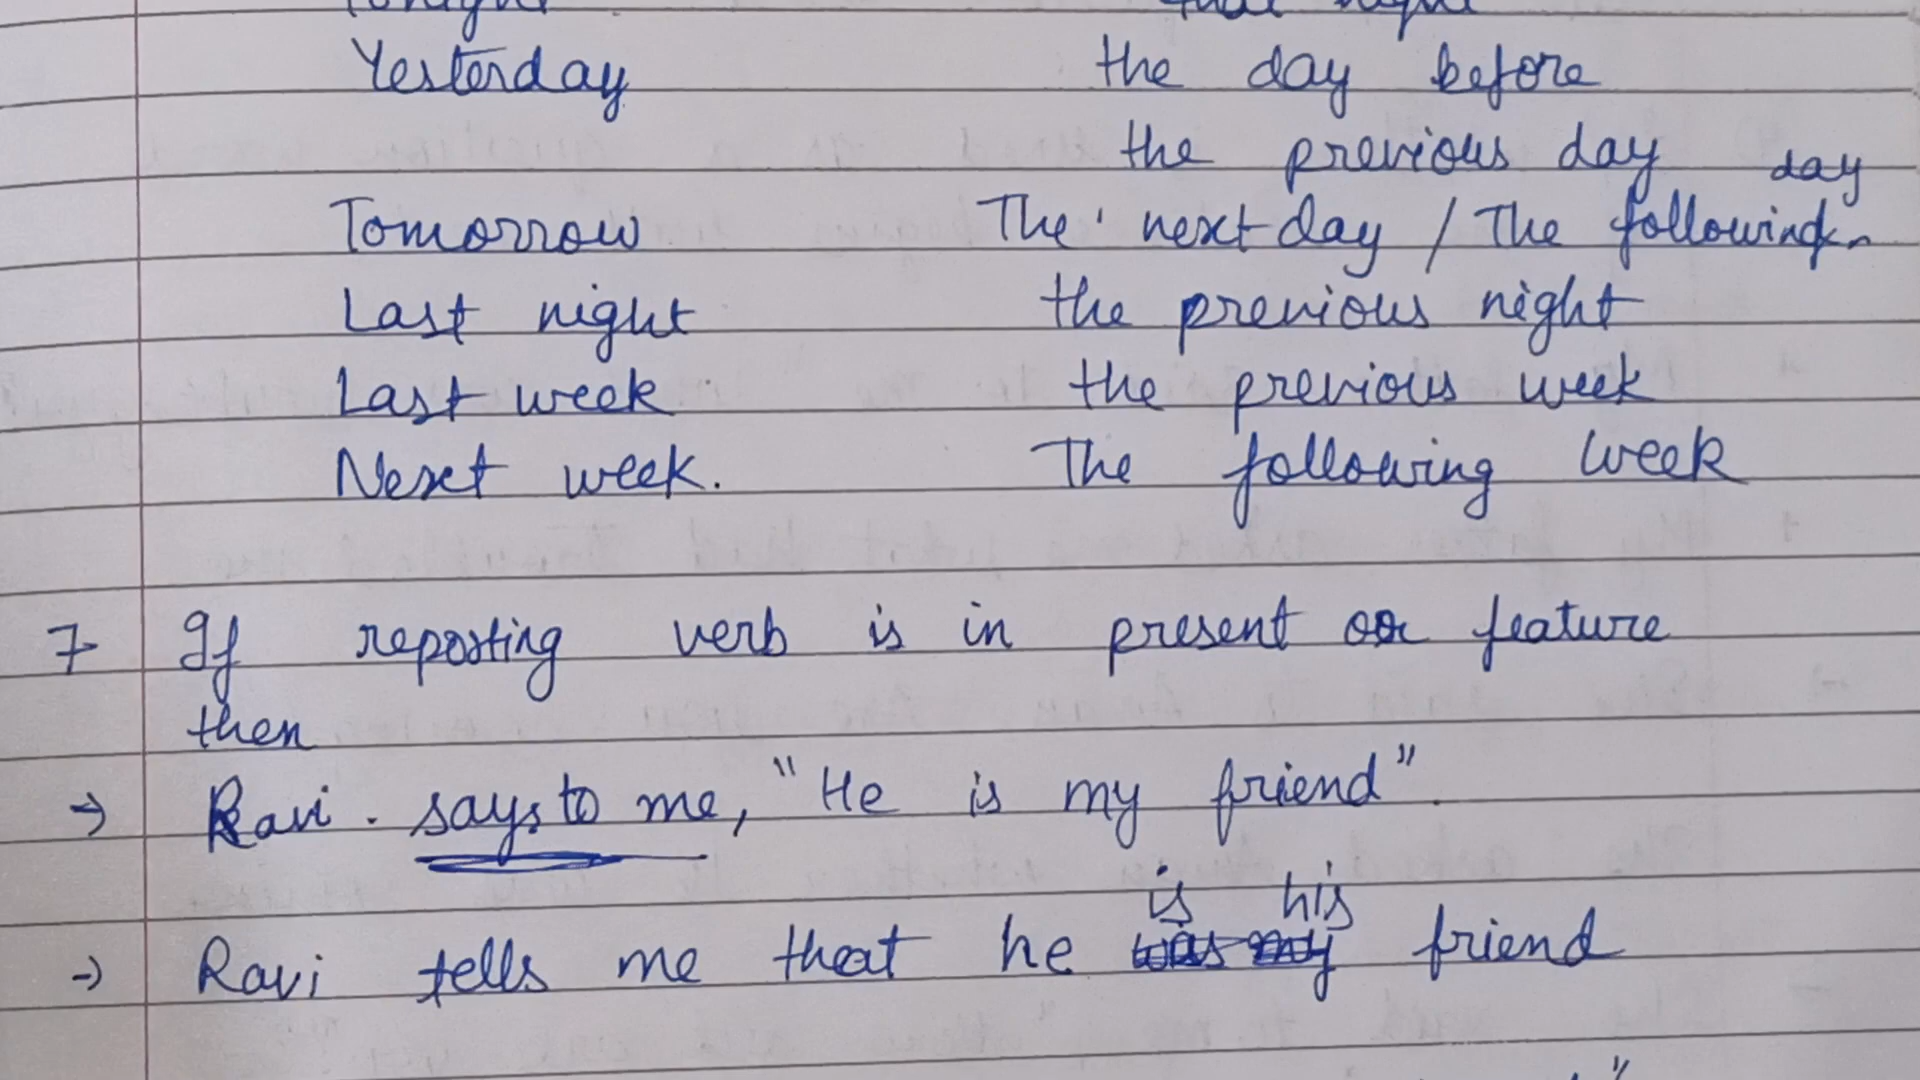 Tonight that night
Yesterday the day before
the previous day
Tomorrow The next day / The following day
Last night the previous night
Last week the previous week
Next week. The following week
7 If reporting verb is in present or feature
then
→ Ravi . says to me, "He is my friend".
is his
→ Ravi tells me that he was my friend